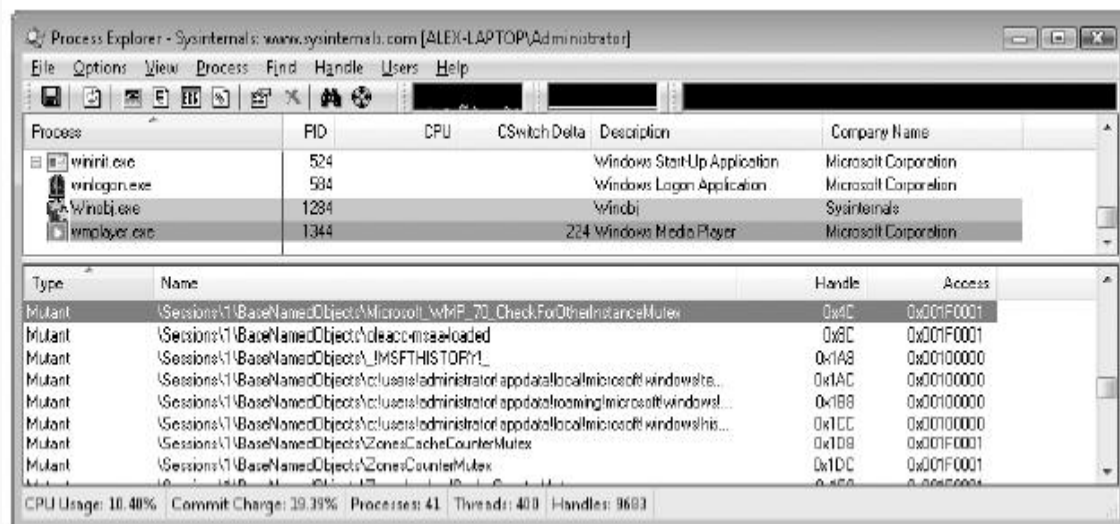 Process Explorer - Sysinternals: www.sysinternals.com [ALEX-LAPTOP\Administrator]
File Options View Process Find Handle Users Help
Process PID CPU CSwitch Delta Description Company Name
wininit.exe 524 Windows Start-Up Application Microsoft Corporation
winlogon.exe 584 Windows Logon Application Microsoft Corporation
Winobj.exe 1284 Winobj Sysinternals
wmplayer.exe 1344 224 Windows Media Player Microsoft Corporation
Type Name Handle Access
Mutant \Sessions\1\BaseNamedObjects\Microsoft_WMP_70_CheckForOtherInstanceMutex 0x4C 0x001F0001
Mutant \Sessions\1\BaseNamedObjects\oleacc-msaa-loaded 0x8C 0x001F0001
Mutant \Sessions\1\BaseNamedObjects\_!MSFTHISTORY!_ 0x1A8 0x00100000
Mutant \Sessions\1\BaseNamedObjects\c:!users!administrator!appdata!local!microsoft!windows!te... 0x1AC 0x00100000
Mutant \Sessions\1\BaseNamedObjects\c:!users!administrator!appdata!roaming!microsoft!windows!... 0x1B8 0x00100000
Mutant \Sessions\1\BaseNamedObjects\c:!users!administrator!appdata!local!microsoft!windows!his... 0x1CC 0x00100000
Mutant \Sessions\1\BaseNamedObjects\ZonesCacheCounterMutex 0x1D8 0x001F0001
Mutant \Sessions\1\BaseNamedObjects\ZonesCounterMutex 0x1DC 0x001F0001
CPU Usage: 10.40% Commit Charge: 39.39% Processes: 41 Threads: 400 Handles: 9683